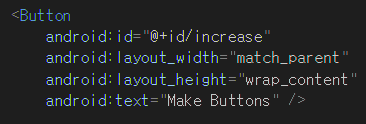 <Button
android:id="@+id/increase"
android:layout_width="match_parent"
android:layout_height="wrap_content"
android:text="Make Buttons" />